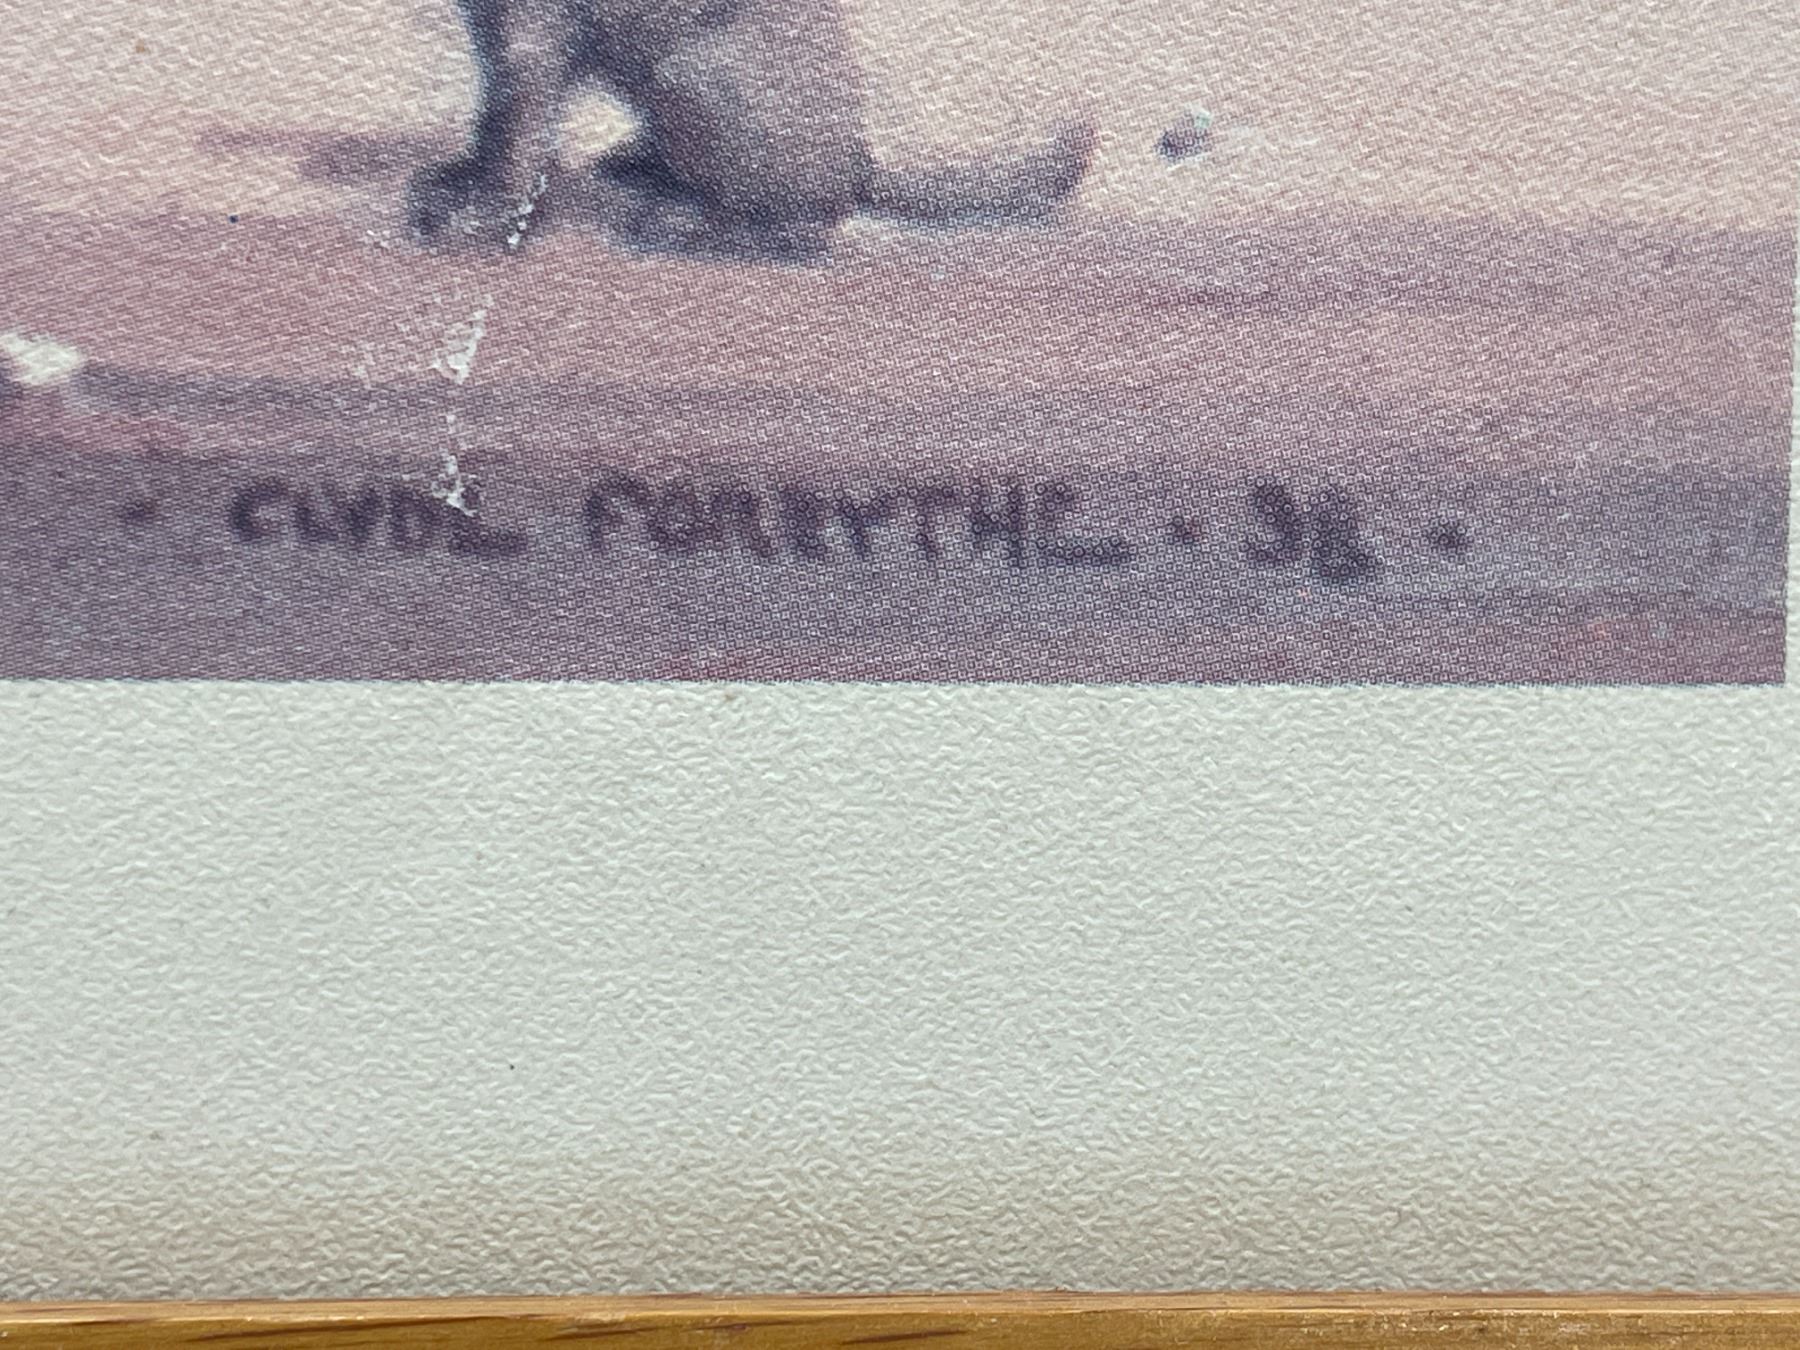 · CLYDE FORSYTHE · 38 ·